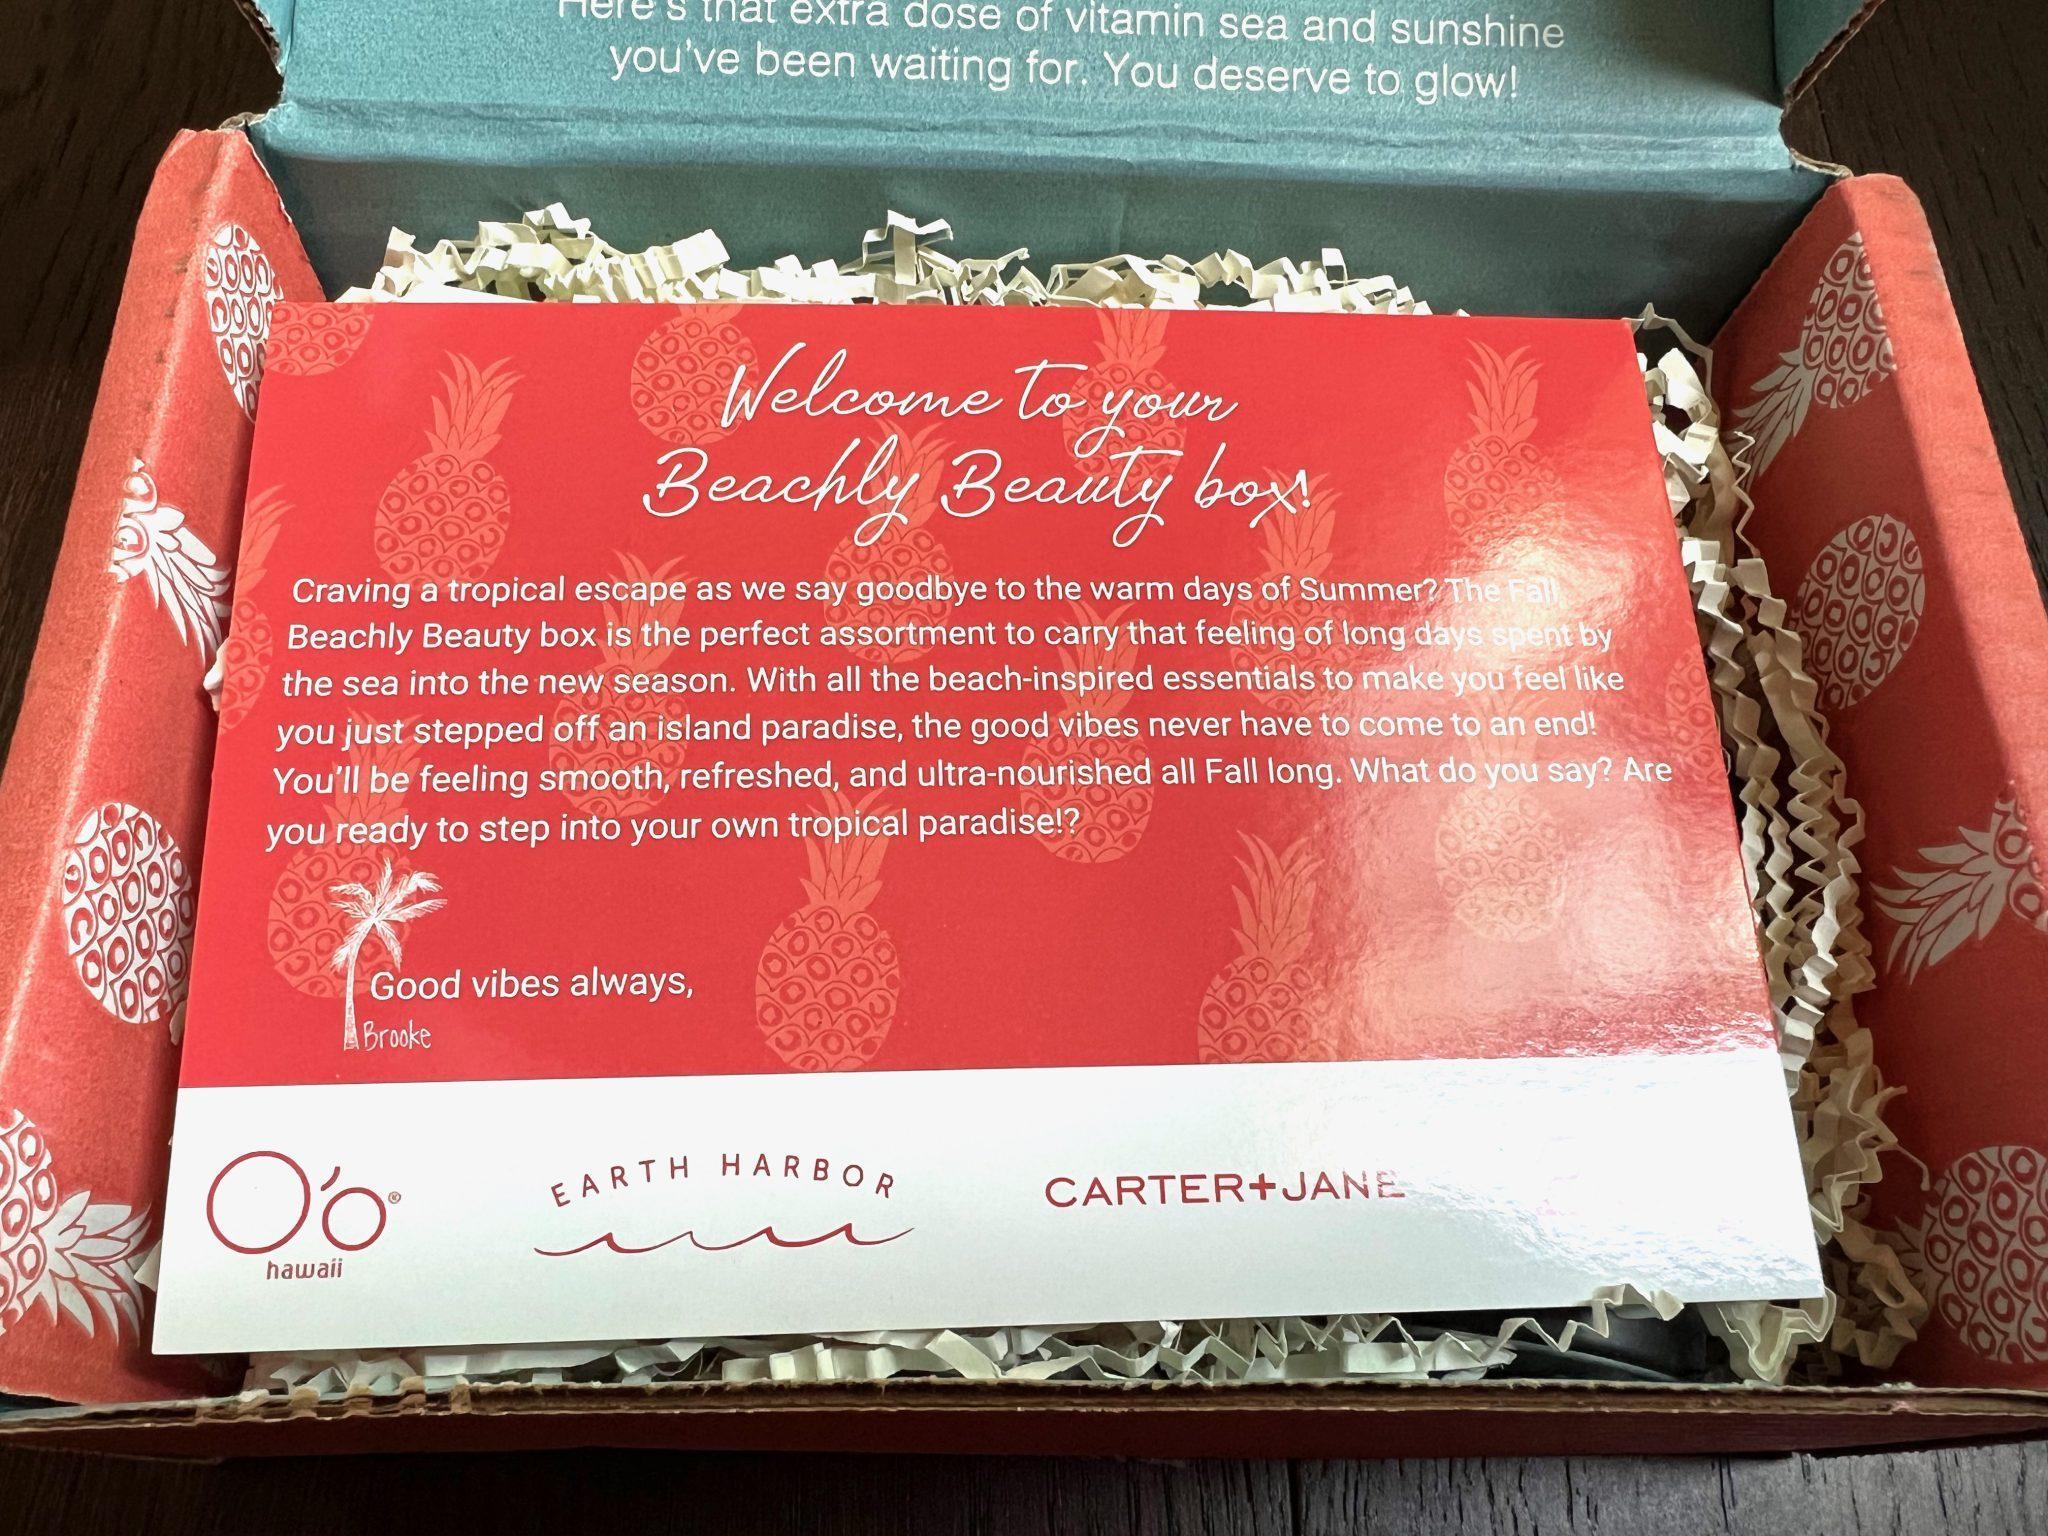 Here's that extra dose of vitamin sea and sunshine
you've been waiting for. You deserve to glow!
Welcome to your
Beachly Beauty box!
Craving a tropical escape as we say goodbye to the warm days of Summer? The Fall
Beachly Beauty box is the perfect assortment to carry that feeling of long days spent by
the sea into the new season. With all the beach-inspired essentials to make you feel like
you just stepped off an island paradise, the good vibes never have to come to an end!
You'll be feeling smooth, refreshed, and ultra-nourished all Fall long. What do you say? Are
you ready to step into your own tropical paradise!?
Good vibes always,
Brooke
O'o®
hawaii
EARTH HARBOR
CARTER+JANE